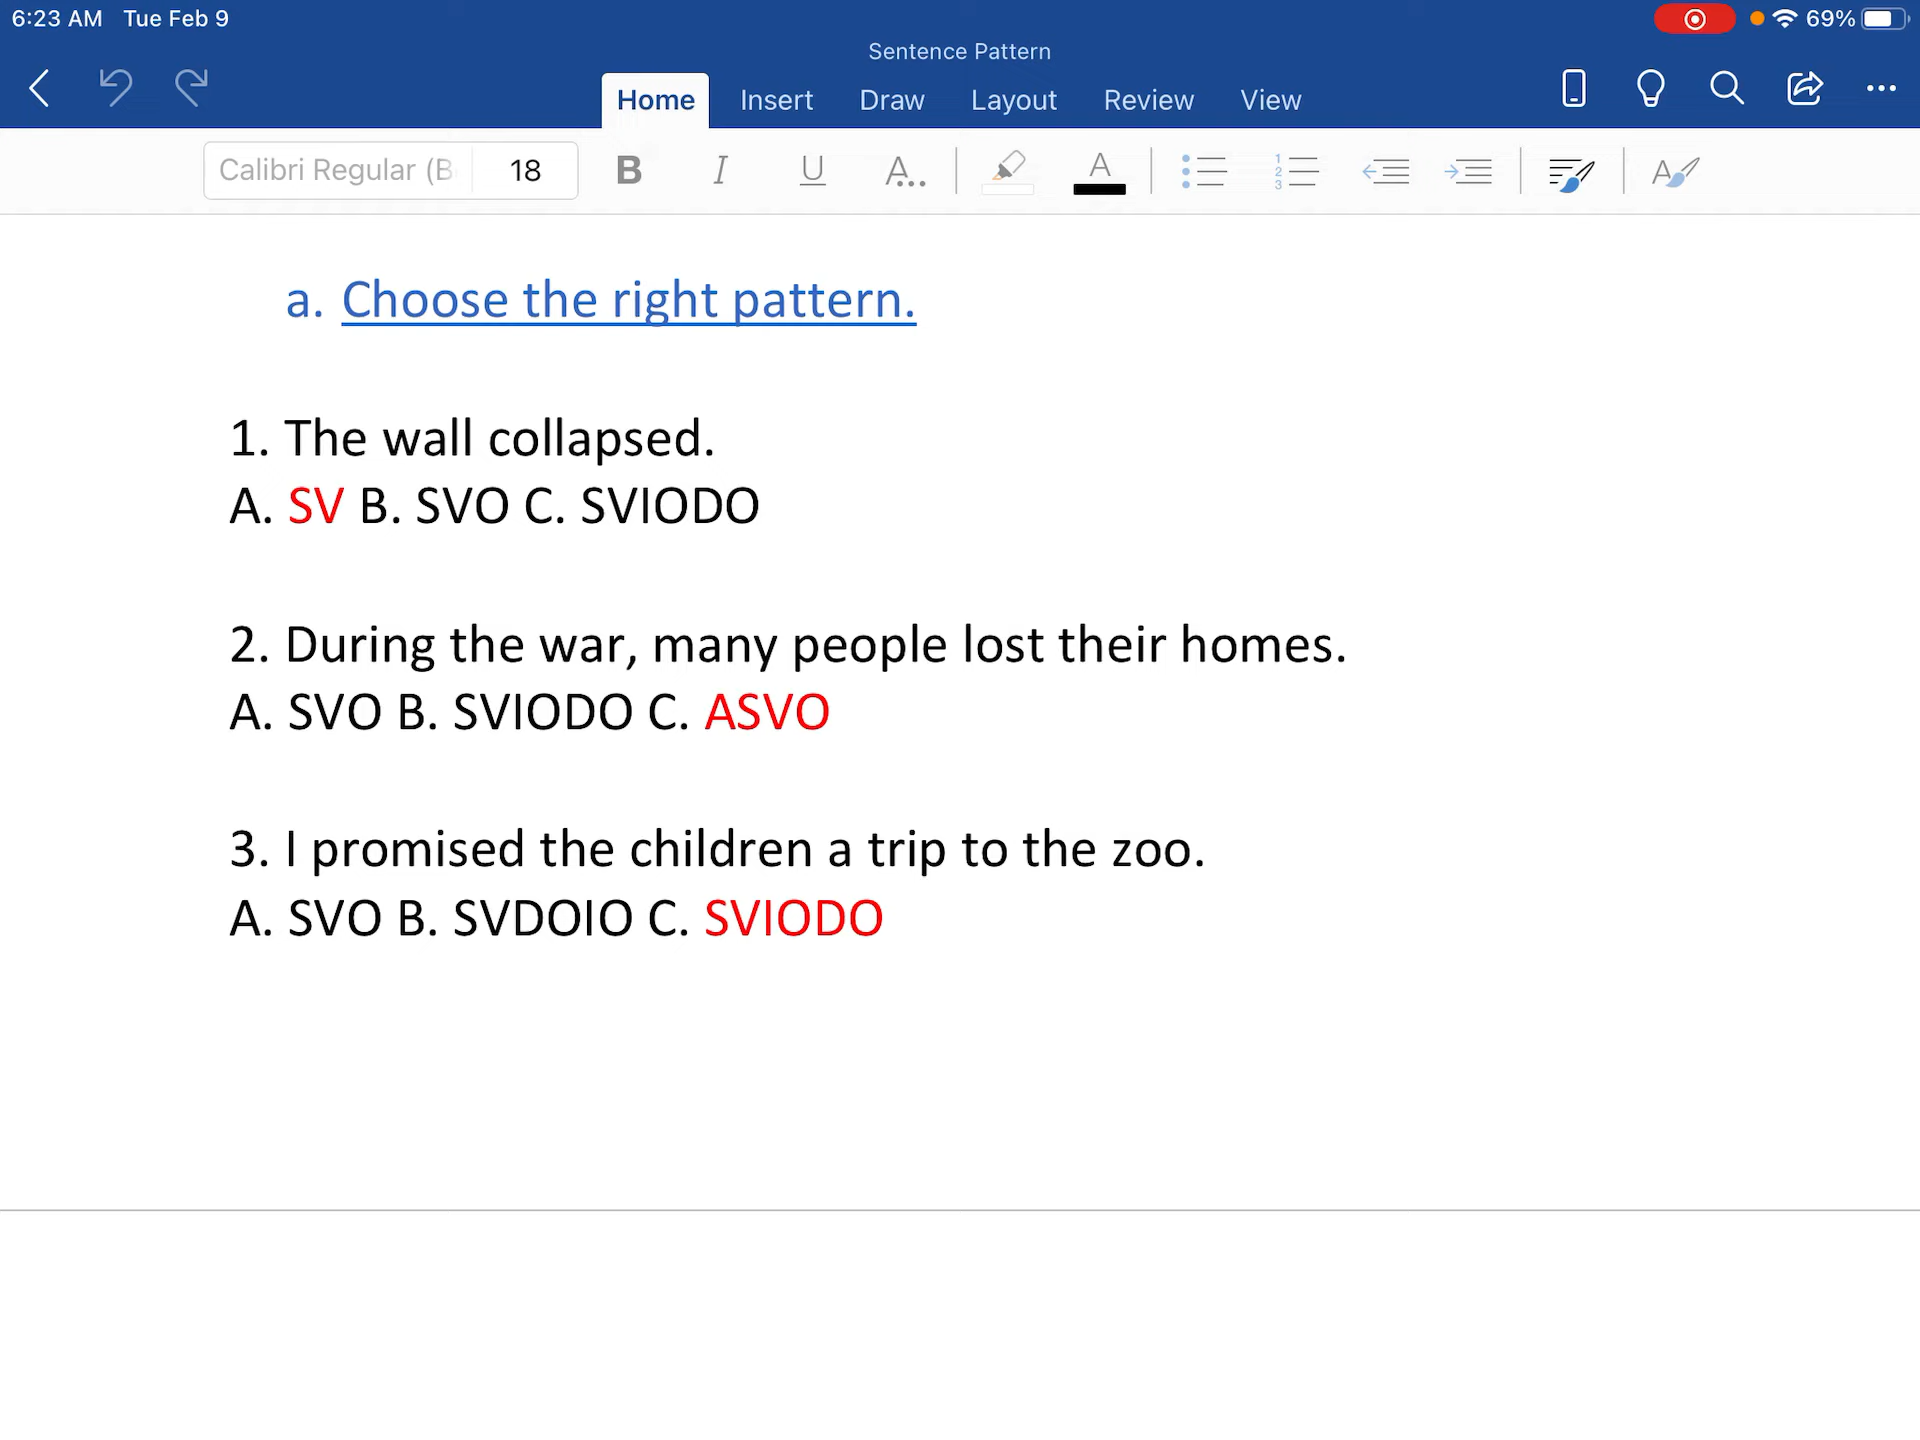 6:23 AM Tue Feb 9 69%
Sentence Pattern
Home Insert Draw Layout Review View
Calibri Regular (B 18 B I U A... A A
a. Choose the right pattern.
1. The wall collapsed.
A. SV B. SVO C. SVIODO
2. During the war, many people lost their homes.
A. SVO B. SVIODO C. ASVO
3. I promised the children a trip to the zoo.
A. SVO B. SVDOIO C. SVIODO